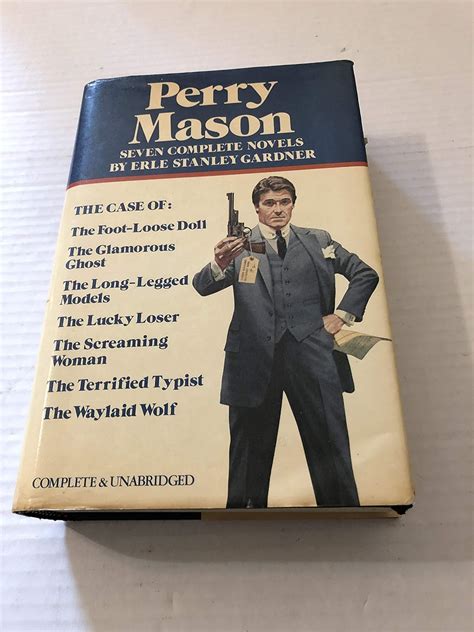 Perry
Mason
SEVEN COMPLETE NOVELS
BY ERLE STANLEY GARDNER
THE CASE OF:
The Foot-Loose Doll
The Glamorous
Ghost
The Long-Legged
Models
The Lucky Loser
The Screaming
Woman
The Terrified Typist
The Waylaid Wolf
COMPLETE & UNABRIDGED